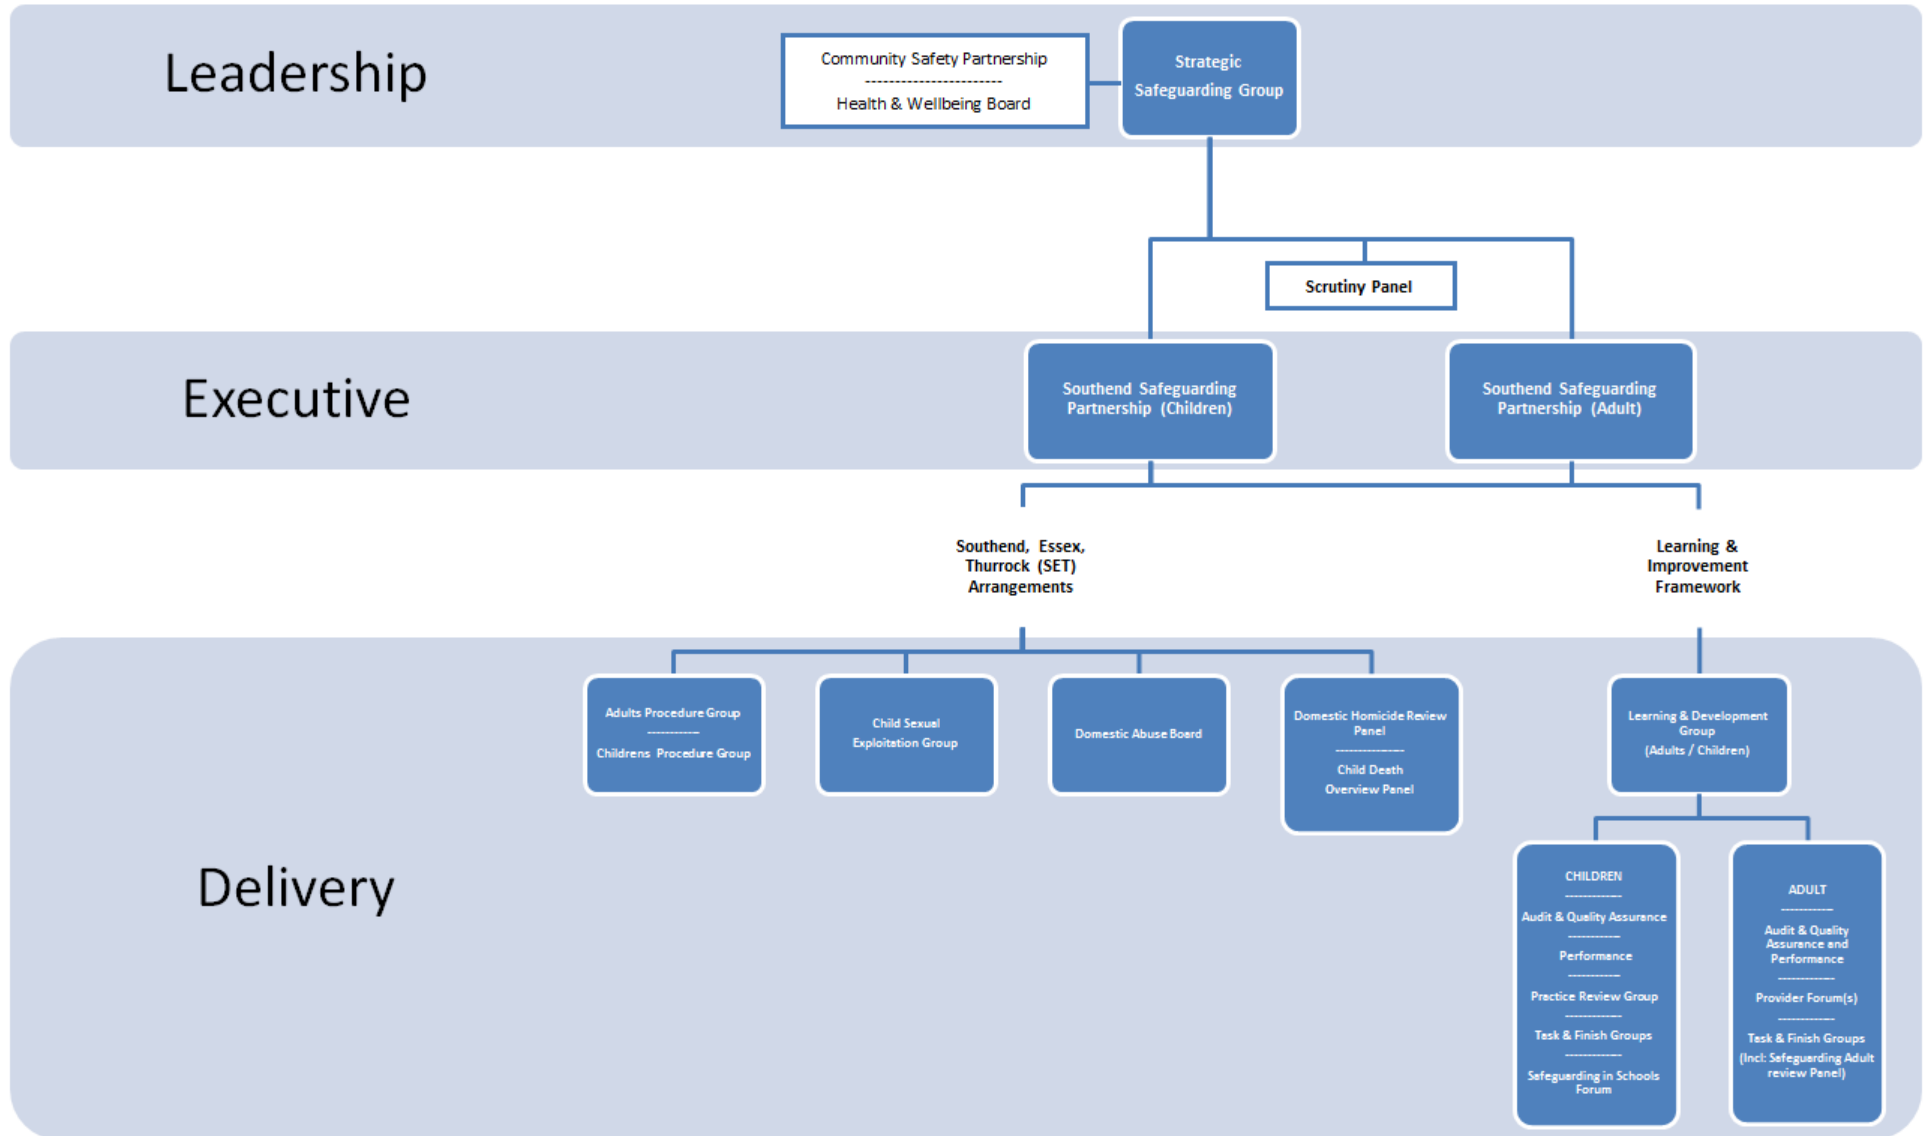 Leadership
Community Safety Partnership
-----------------------
Health & Wellbeing Board
Strategic
Safeguarding Group
Scrutiny Panel
Executive
Southend Safeguarding
Partnership (Children)
Southend Safeguarding
Partnership (Adult)
Southend, Essex,
Thurrock (SET)
Arrangements
Learning &
Improvement
Framework
Delivery
Adults Procedure Group
------------
Childrens Procedure Group
Child Sexual
Exploitation Group
Domestic Abuse Board
Domestic Homicide Review
Panel
----------------
Child Death
Overview Panel
Learning & Development
Group
(Adults / Children)
CHILDREN
-------------
Audit & Quality Assurance
------------
Performance
------------
Practice Review Group
-------------
Task & Finish Groups
-------------
Safeguarding in Schools
Forum
ADULT
------------
Audit & Quality
Assurance and
Performance
-------------
Provider Forum(s)
-------------
Task & Finish Groups
(Incl: Safeguarding Adult
review Panel)